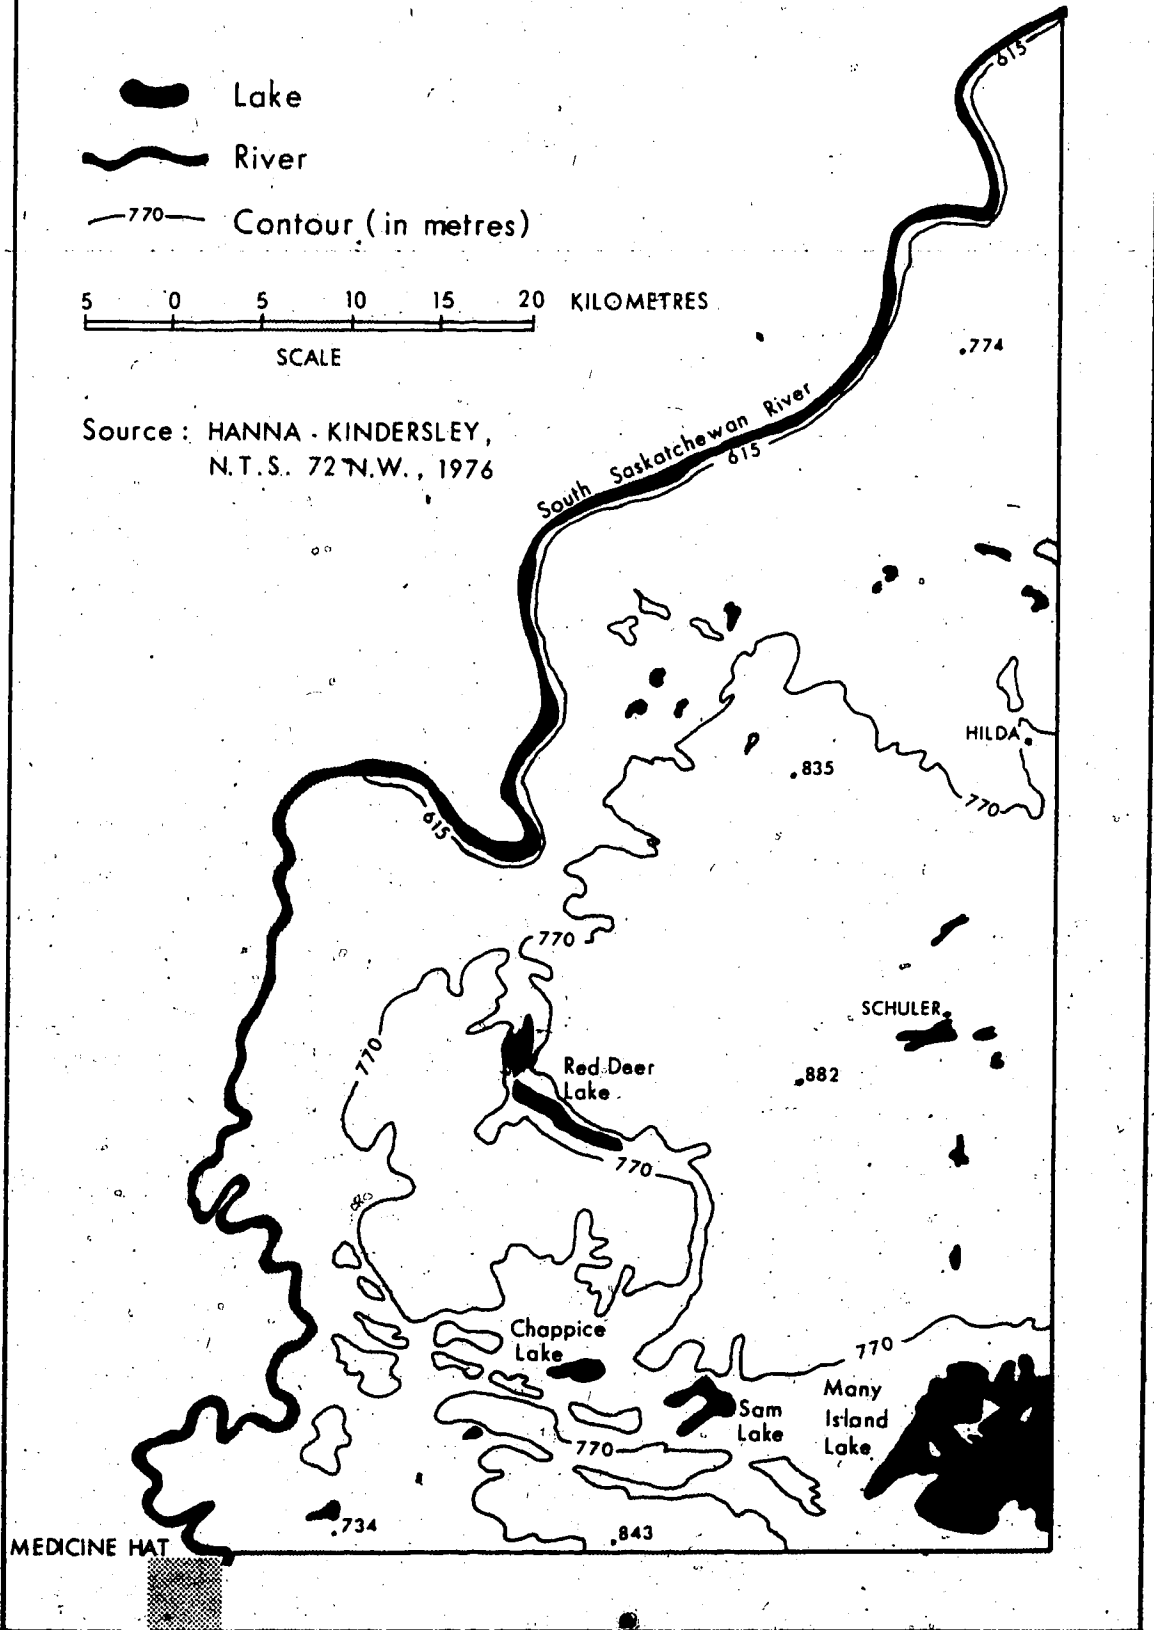 Lake
River
770
Contour (in metres)
5 0 5 10 15 20 KILOMETRES
SCALE
Source: HANNA - KINDERSLEY,
N.T.S. 72 N.W., 1976
615
774
South Saskatchewan River
615
HILDA
835
770
615
770
SCHULER
770
Red Deer
Lake
882
770
Chappice
Lake
770
Many
Island
Lake
Sam
Lake
770
734
843
MEDICINE HAT